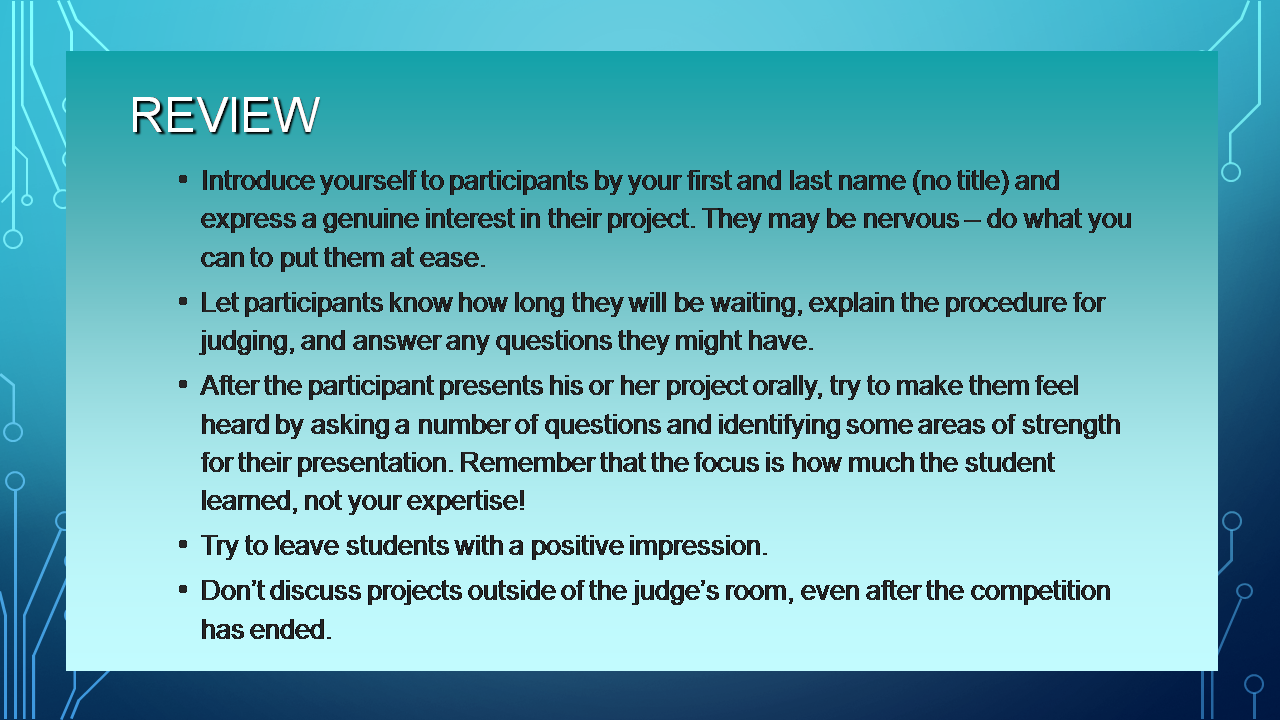 REVIEW
• Introduce yourself to participants by your first and last name (no title) and
express a genuine interest in their project. They may be nervous – do what you
can to put them at ease.
• Let participants know how long they will be waiting, explain the procedure for
judging, and answer any questions they might have.
• After the participant presents his or her project orally, try to make them feel
heard by asking a number of questions and identifying some areas of strength
for their presentation. Remember that the focus is how much the student
learned, not your expertise!
• Try to leave students with a positive impression.
• Don’t discuss projects outside of the judge’s room, even after the competition
has ended.